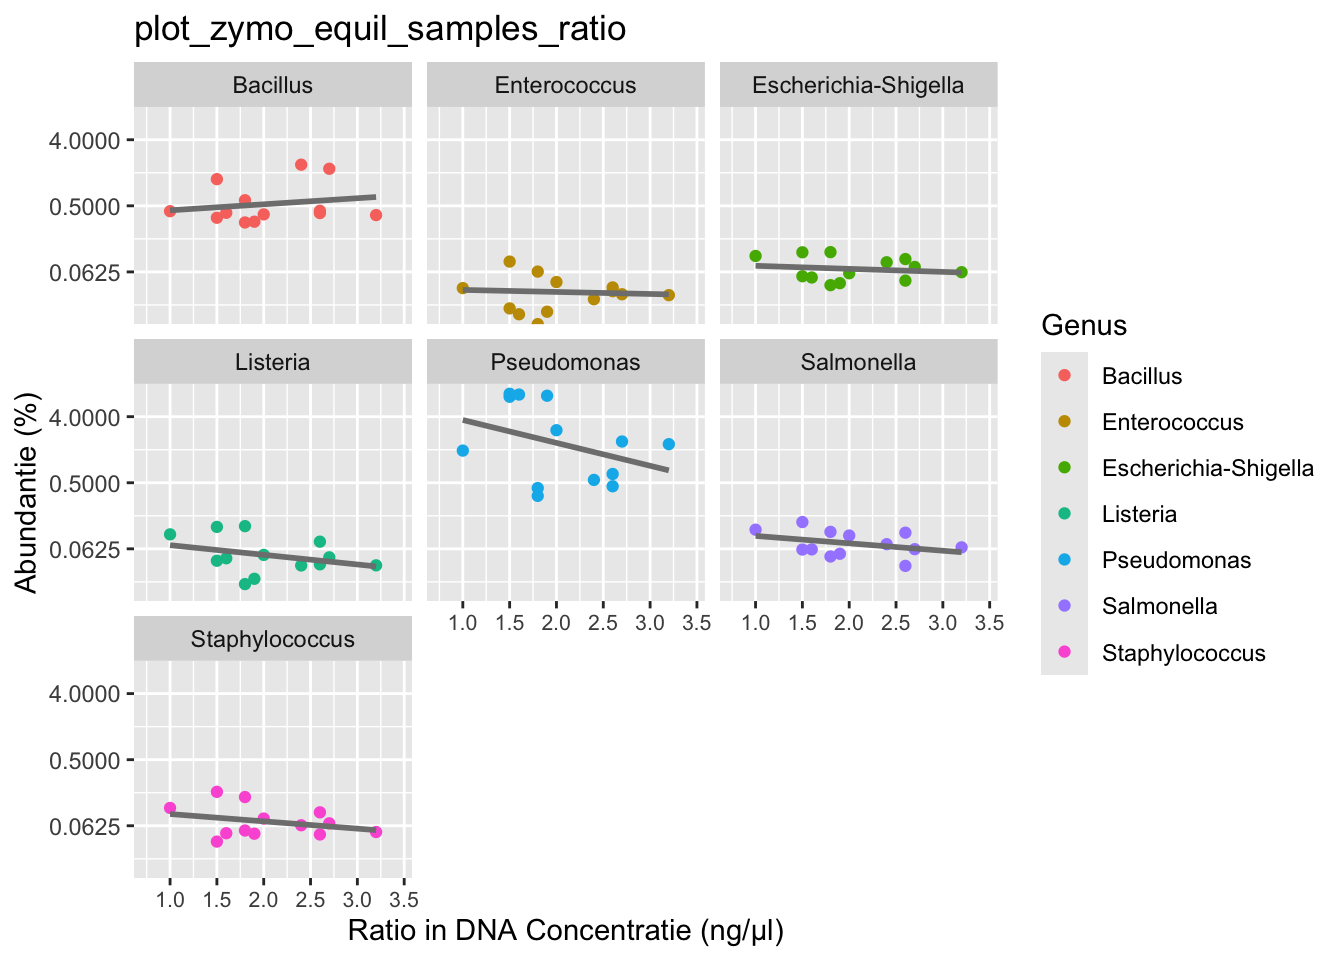 plot_zymo_equil_samples_ratio
Bacillus
Enterococcus
Escherichia-Shigella
4.0000
0.5000
0.0625
Listeria
Pseudomonas
Salmonella
4.0000
0.5000
0.0625
1.0 1.5 2.0 2.5 3.0 3.5
1.0 1.5 2.0 2.5 3.0 3.5
Staphylococcus
4.0000
0.5000
0.0625
1.0 1.5 2.0 2.5 3.0 3.5
Abundantie (%)
Ratio in DNA Concentratie (ng/µl)
Genus
Bacillus
Enterococcus
Escherichia-Shigella
Listeria
Pseudomonas
Salmonella
Staphylococcus